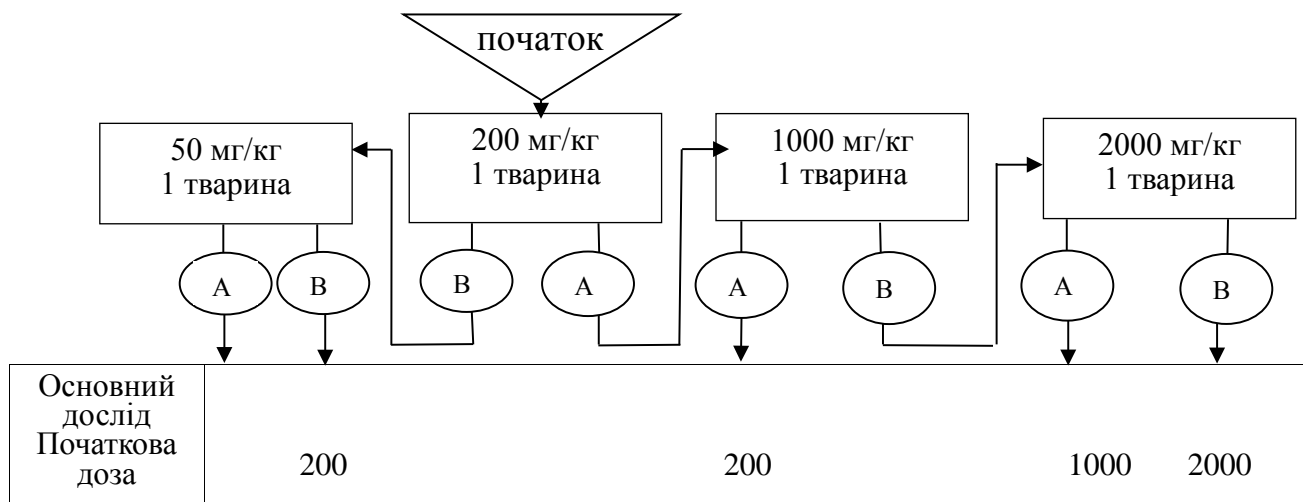 початок
50 мг/кг
1 тварина
200 мг/кг
1 тварина
1000 мг/кг
1 тварина
2000 мг/кг
1 тварина
А
В
В
А
А
В
А
В
Основний
дослід
Початкова
доза
200
200
1000
2000